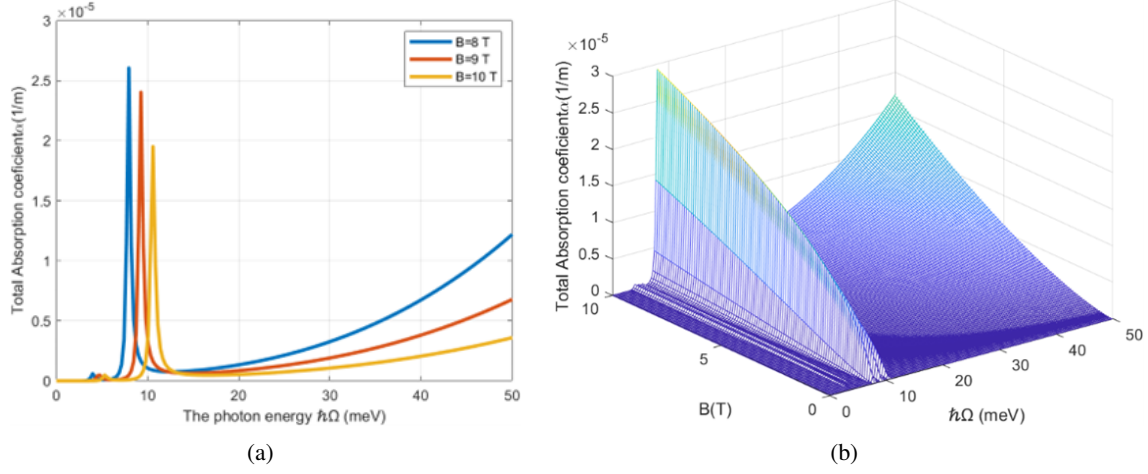 ×10⁻⁵
3
2.5
2
1.5
1
0.5
0
Total Absorption coeficientα(1/m)
B=8 T
B=9 T
B=10 T
0 10 20 30 40 50
The photon energy ℏΩ (meV)
(a)
×10⁻⁵
3
2.5
2
1.5
1
0.5
0
Total Absorption coeficient α(1/m)
10
5
0
B(T)
0
10
20
30
40
50
ℏΩ (meV)
(b)